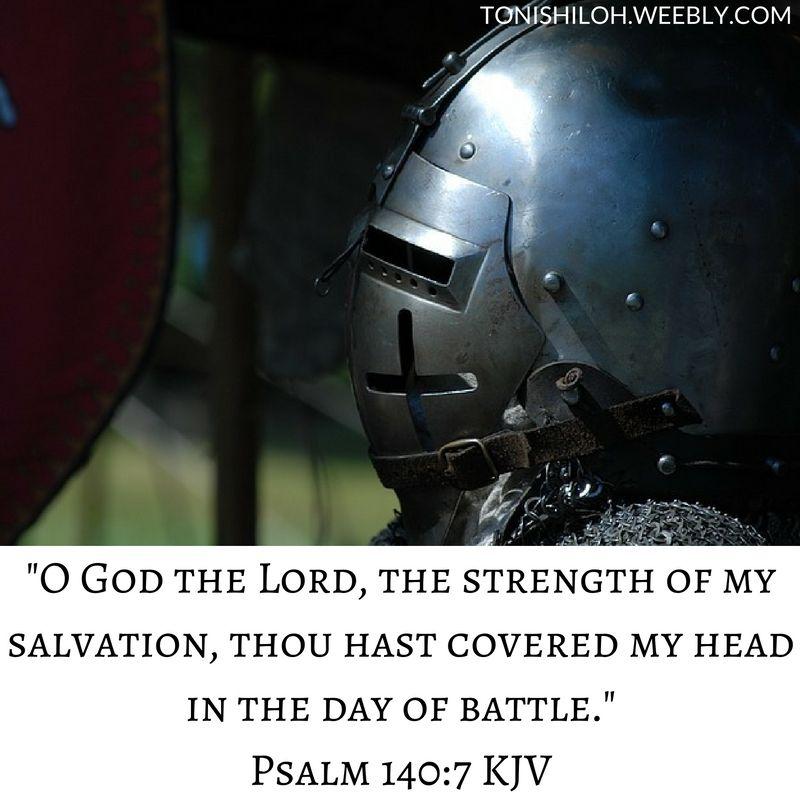 TONISHILOH.WEEBLY.COM
"O God the Lord, the strength of my
salvation, thou hast covered my head
in the day of battle."
Psalm 140:7 KJV